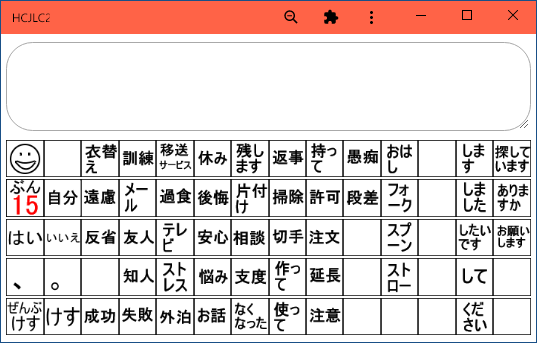 HCJLC2
衣替え 訓練 移送サービス 休み 残します 返事 持って 愚痴 おはし します 探しています
ぷん15 自分 遠慮 メール 過食 後悔 片付け 掃除 許可 段差 フォーク しました ありますか
はい いいえ 反省 友人 テレビ 安心 相談 切手 注文 スプーン したいです お願いします
、 。 知人 ストレス 悩み 支度 作って 延長 ストロー して
ぜんぶけす けす 成功 失敗 外泊 お話 なくなった 使って 注意 ください